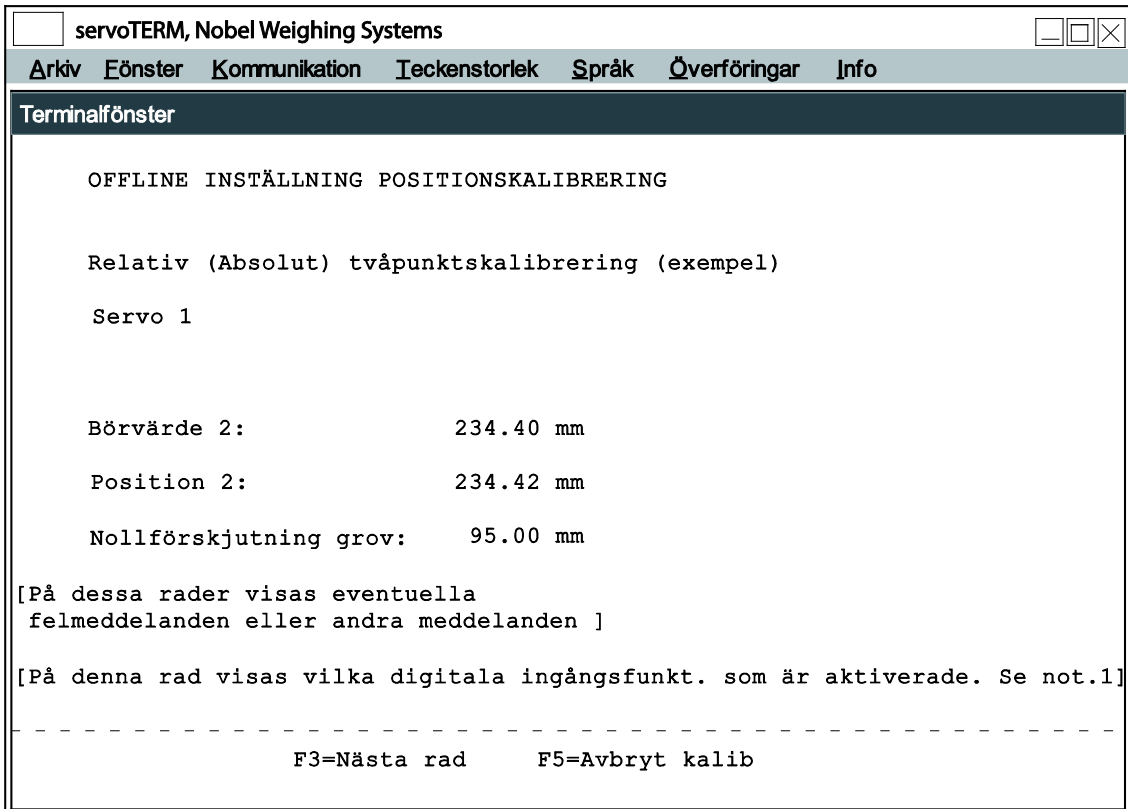 servoTERM, Nobel Weighing Systems
Arkiv Fönster Kommunikation Teckenstorlek Språk Överföringar Info
Terminalfönster
OFFLINE INSTÄLLNING POSITIONSKALIBRERING
Relativ (Absolut) tvåpunktskalibrering (exempel)
Servo 1
Börvärde 2: 234.40 mm
Position 2: 234.42 mm
Nollförskjutning grov: 95.00 mm
[På dessa rader visas eventuella
felmeddelanden eller andra meddelanden ]
[På denna rad visas vilka digitala ingångsfunkt. som är aktiverade. Se not.1]
F3=Nästa rad F5=Avbryt kalib